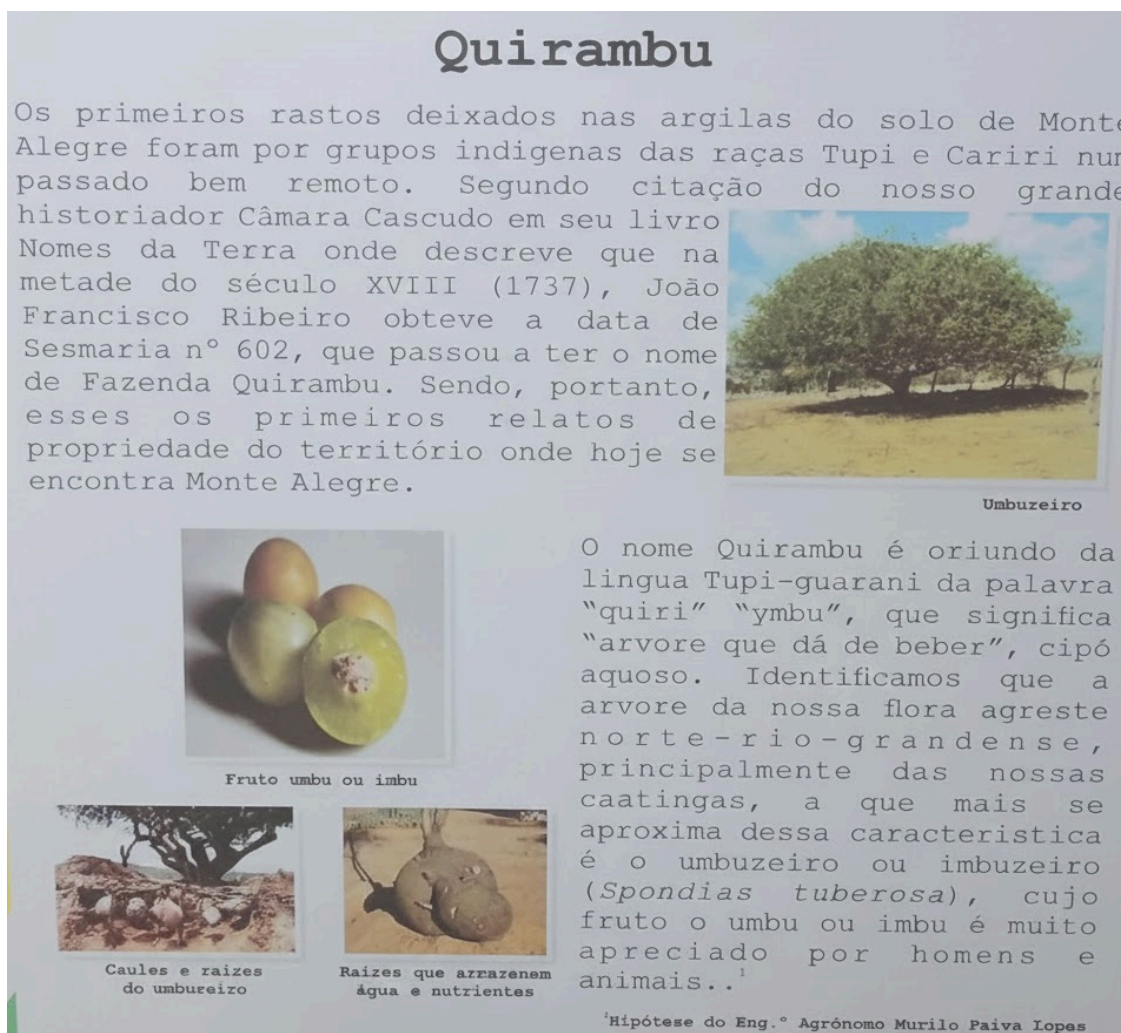 Quirambu
Os primeiros rastos deixados nas argilas do solo de Monte
Alegre foram por grupos indigenas das raças Tupi e Cariri num
passado bem remoto. Segundo citação do nosso grande
historiador Câmara Cascudo em seu livro
Nomes da Terra onde descreve que na
metade do século XVIII (1737), João
Francisco Ribeiro obteve a data de
Sesmaria nº 602, que passou a ter o nome
de Fazenda Quirambu. Sendo, portanto,
esses os primeiros relatos de
propriedade do território onde hoje se
encontra Monte Alegre.
Umbuzeiro
Fruto umbu ou imbu
Caules e raizes
do umbureizo
Raizes que arrazenem
água e nutrientes
O nome Quirambu é oriundo da
lingua Tupi-guarani da palavra
"quiri" "ymbu", que significa
"arvore que dá de beber", cipó
aquoso. Identificamos que a
arvore da nossa flora agreste
norte-rio-grandense,
principalmente das nossas
caatingas, a que mais se
aproxima dessa caracteristica
é o umbuzeiro ou imbuzeiro
(Spondias tuberosa), cujo
fruto o umbu ou imbu é muito
apreciado por homens e
animais..¹
¹Hipótese do Eng.º Agrónomo Murilo Paiva Lopes